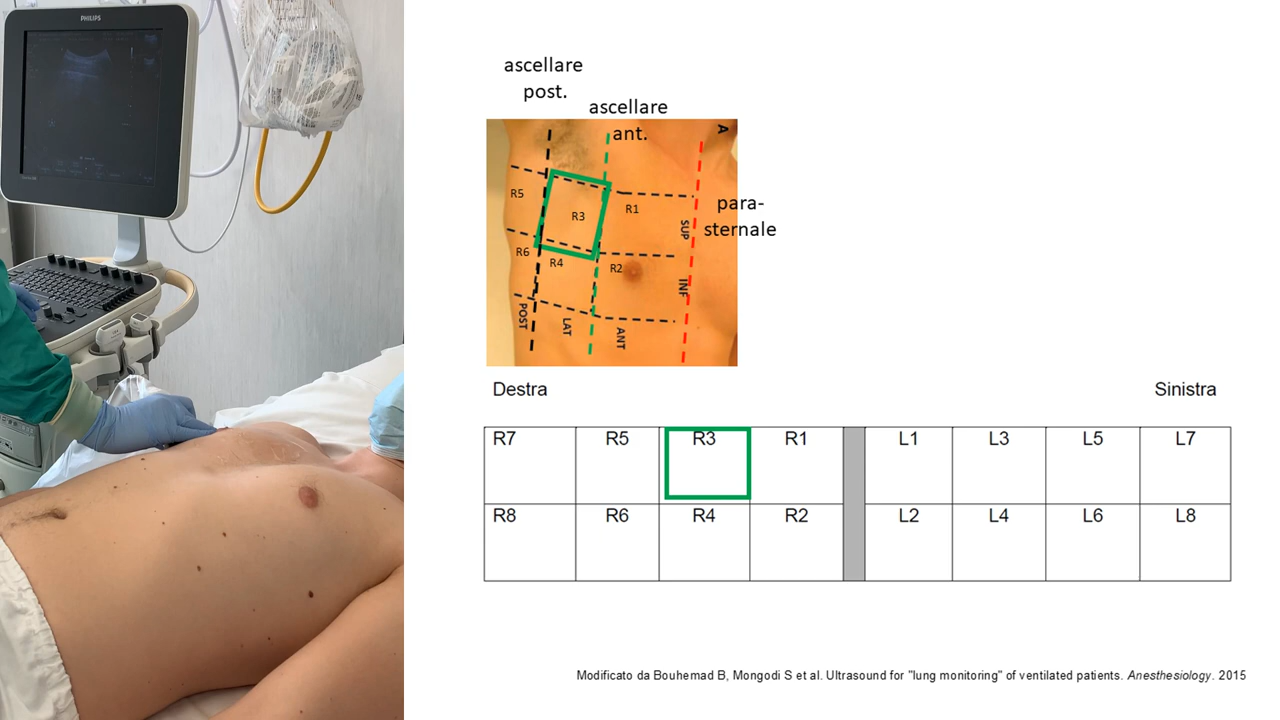 PHILIPS
ascellare
post.
ascellare
ant.
A
R5
R3
R1
para-
sternale
SUP
R6
R4
R2
INF
POST
LAT
ANT
Destra
Sinistra
R7 R5 R3 R1 L1 L3 L5 L7
R8 R6 R4 R2 L2 L4 L6 L8
Modificato da Bouhemad B, Mongodi S et al. Ultrasound for "lung monitoring" of ventilated patients. Anesthesiology. 2015